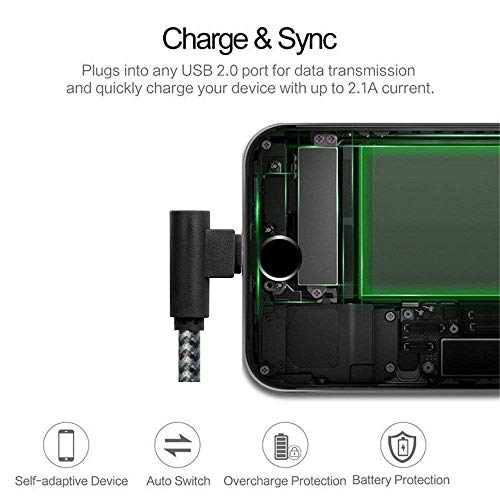 Charge & Sync
Plugs into any USB 2.0 port for data transmission
and quickly charge your device with up to 2.1A current.
Self-adaptive Device
Auto Switch
Overcharge Protection
Battery Protection